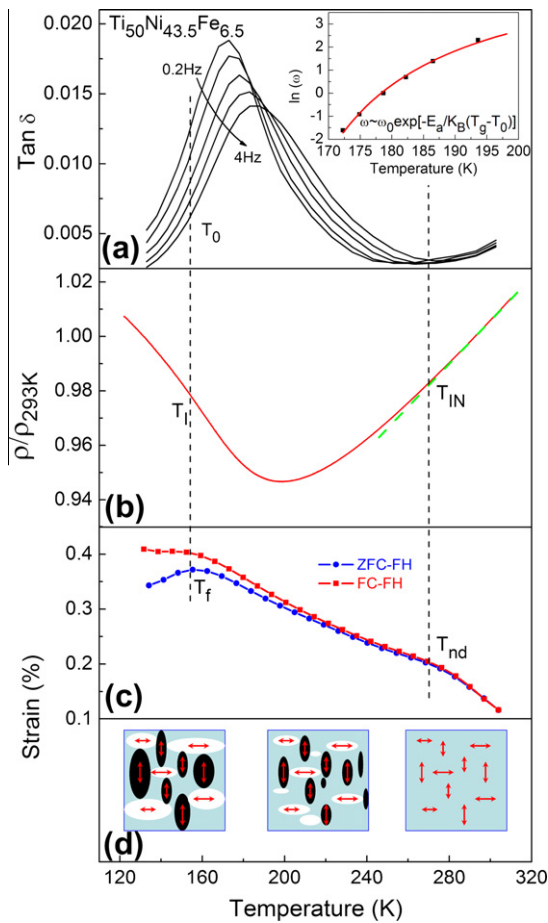 Ti50Ni43.5Fe6.5
0.020
0.015
0.010
0.005
Tan δ
0.2Hz
4Hz
T0
(a)
ln (ω)
3
2
1
0
-1
-2
ω~ω0exp[-Ea/KB(Tg-T0)]
170 175 180 185 190 195 200
Temperature (K)
1.02
1.00
0.98
0.96
0.94
ρ/ρ293K
TI
TIN
(b)
0.4
0.3
0.2
0.1
Strain (%)
ZFC-FH
FC-FH
Tf
Tnd
(c)
(d)
120 160 200 240 280 320
Temperature (K)